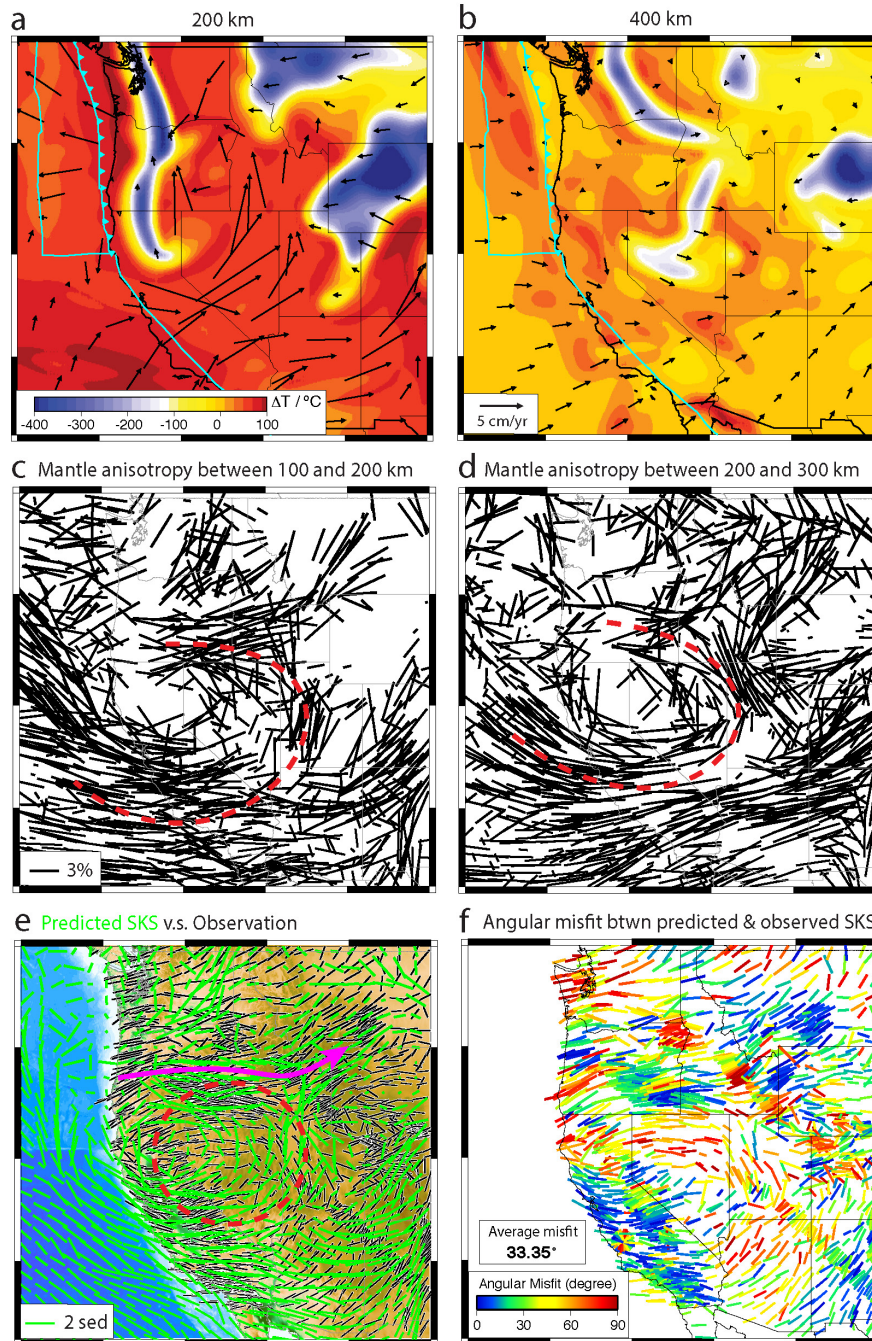 a 200 km
b 400 km
ΔT / °C
-400 -300 -200 -100 0 100
5 cm/yr
c Mantle anisotropy between 100 and 200 km
d Mantle anisotropy between 200 and 300 km
3%
e Predicted SKS v.s. Observation
f Angular misfit btwn predicted & observed SKS
2 sed
Average misfit
33.35°
Angular Misfit (degree)
0 30 60 90